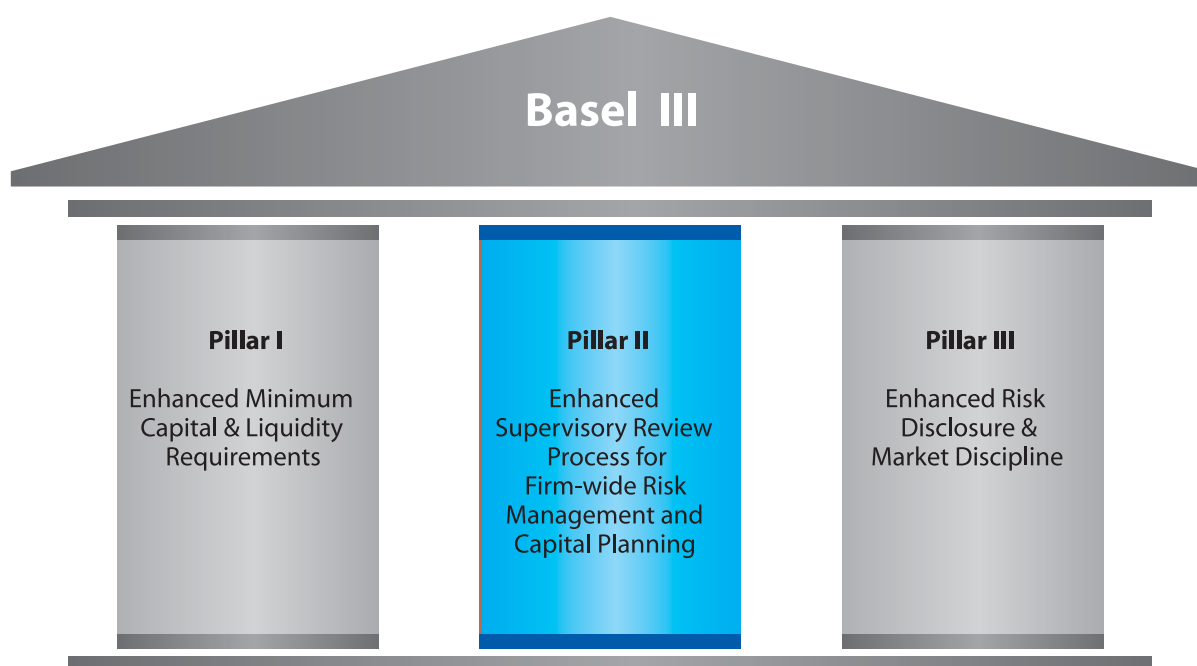 Basel III
Pillar I
Enhanced Minimum
Capital & Liquidity
Requirements
Pillar II
Enhanced
Supervisory Review
Process for
Firm-wide Risk
Management and
Capital Planning
Pillar III
Enhanced Risk
Disclosure &
Market Discipline